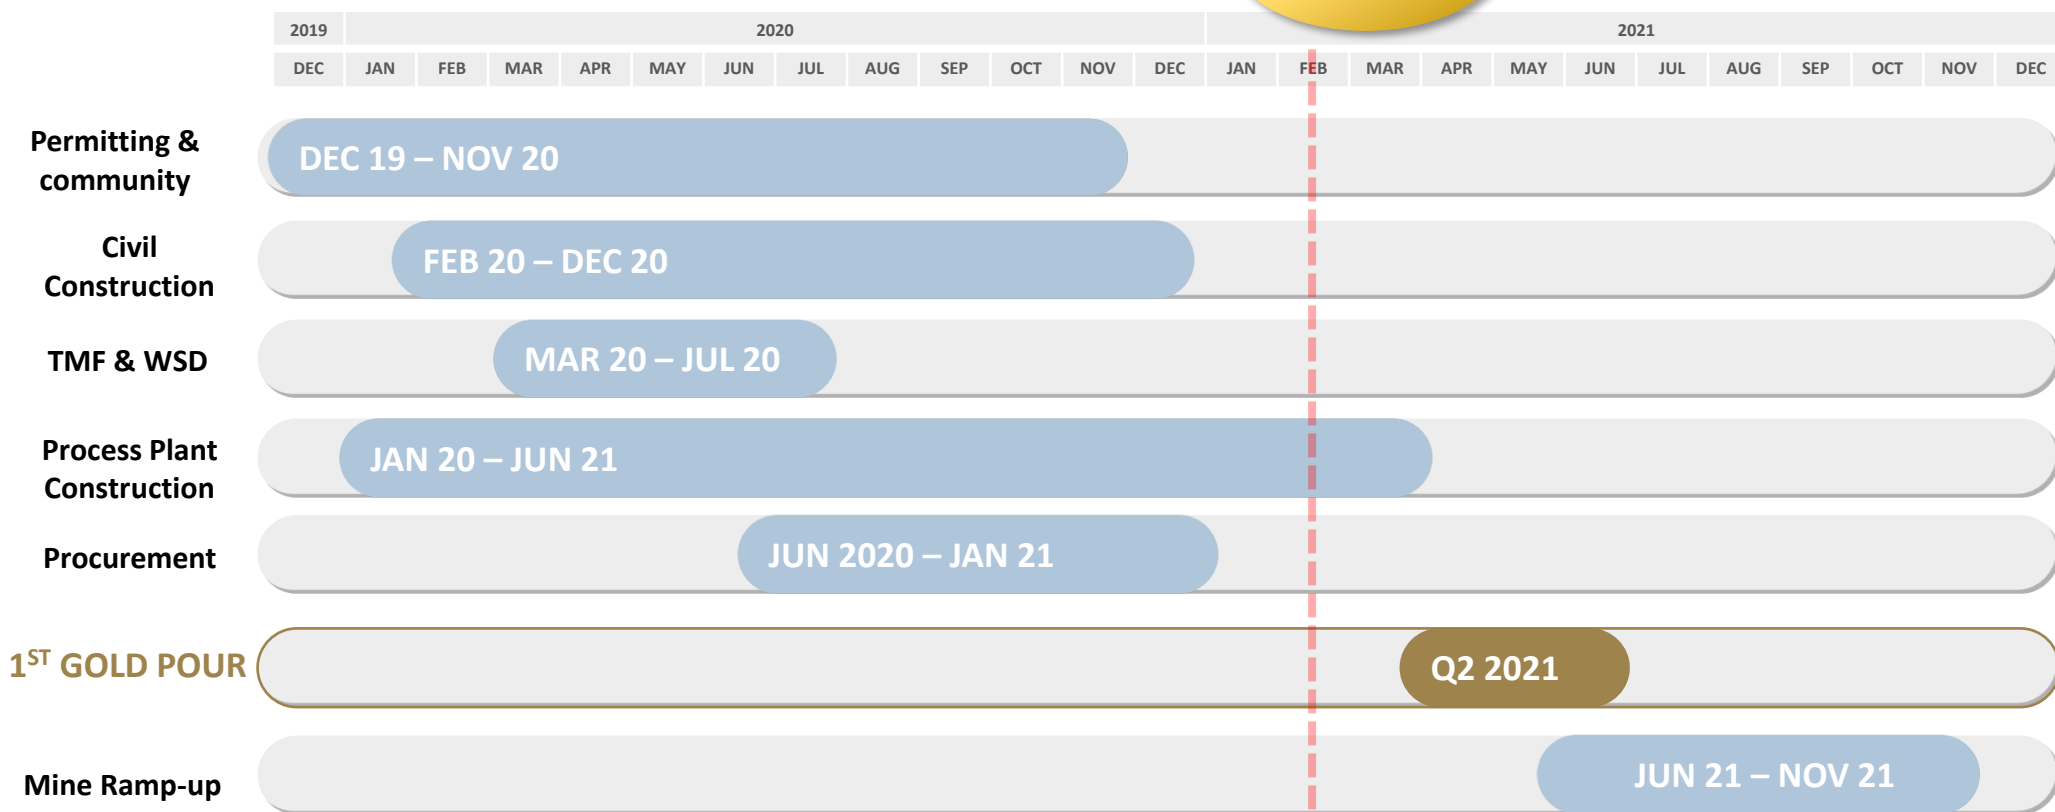 2019 2020 2021
DEC JAN FEB MAR APR MAY JUN JUL AUG SEP OCT NOV DEC JAN FEB MAR APR MAY JUN JUL AUG SEP OCT NOV DEC
Permitting &
community
DEC 19 – NOV 20
Civil
Construction
FEB 20 – DEC 20
TMF & WSD
MAR 20 – JUL 20
Process Plant
Construction
JAN 20 – JUN 21
Procurement
JUN 2020 – JAN 21
1ST GOLD POUR
Q2 2021
Mine Ramp-up
JUN 21 – NOV 21